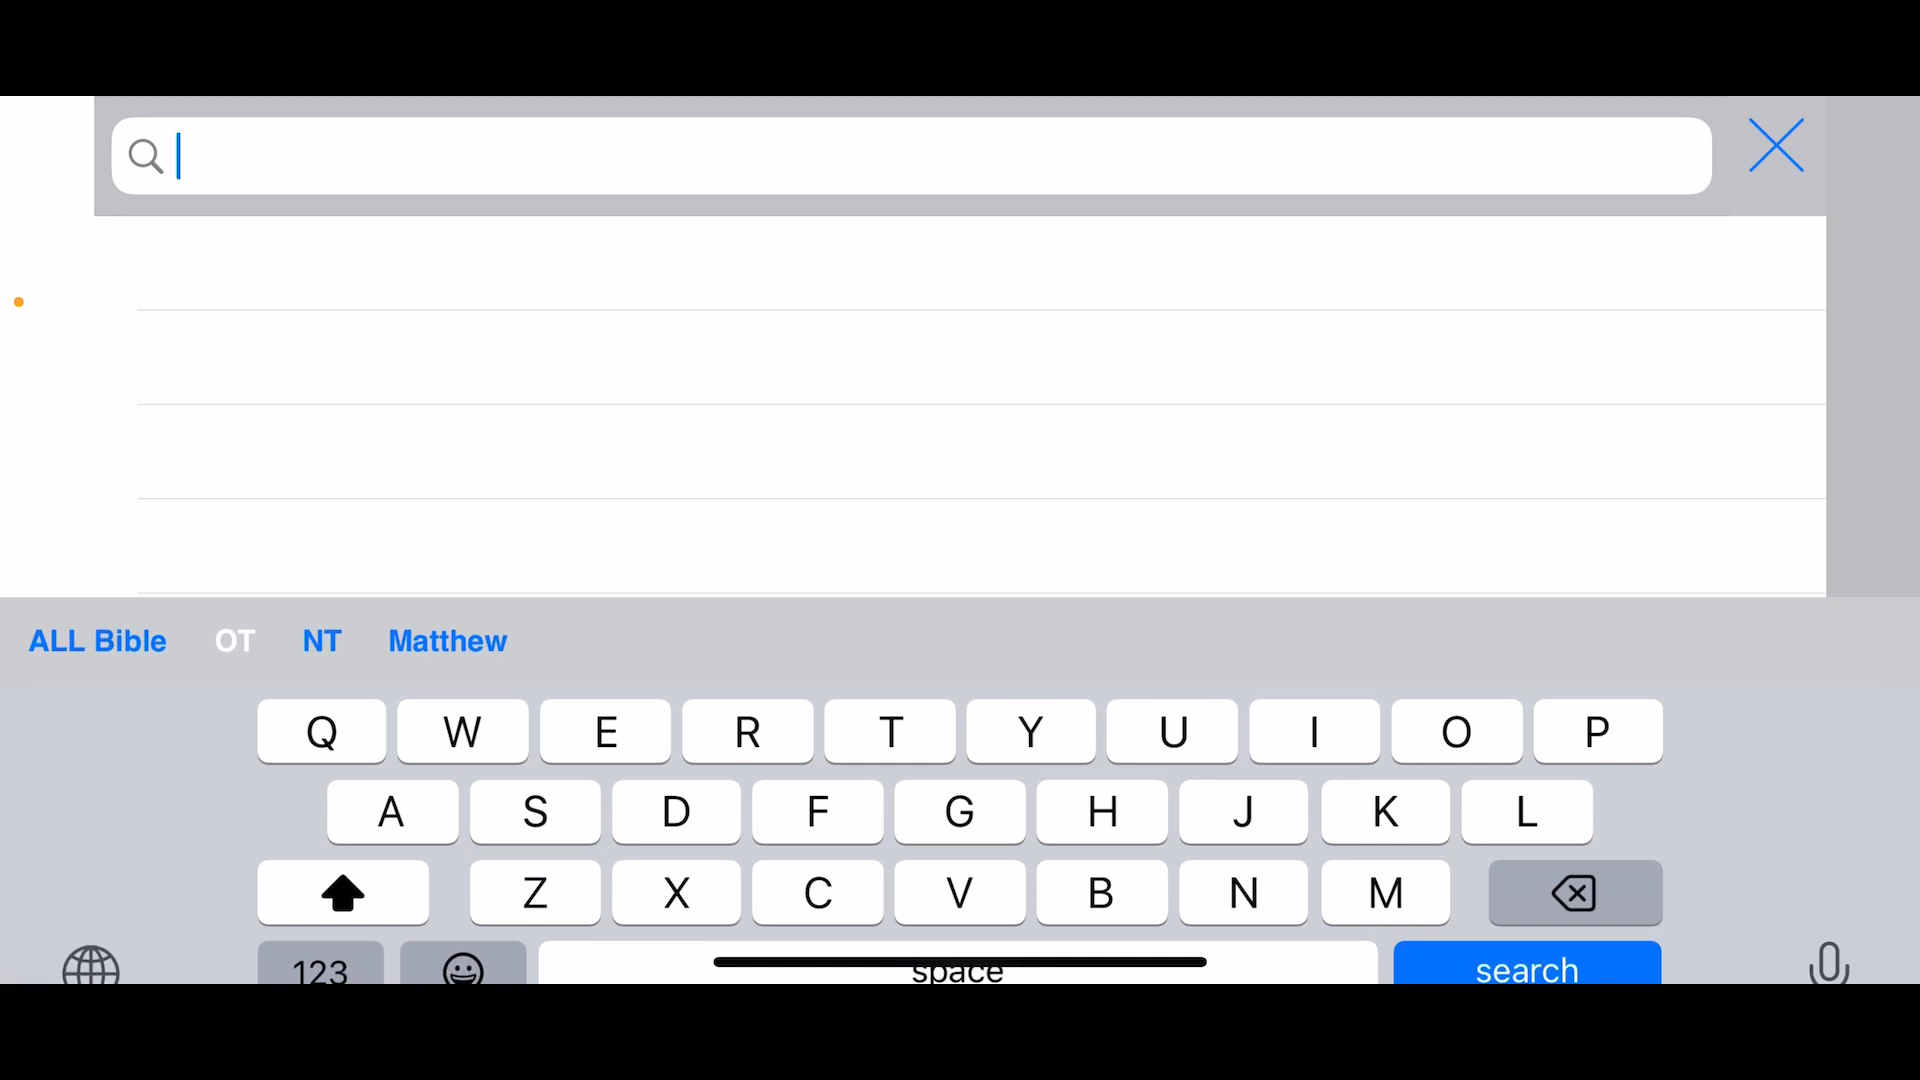 ALL Bible OT NT Matthew
Q W E R T Y U I O P
A S D F G H J K L
Z X C V B N M
123 space search